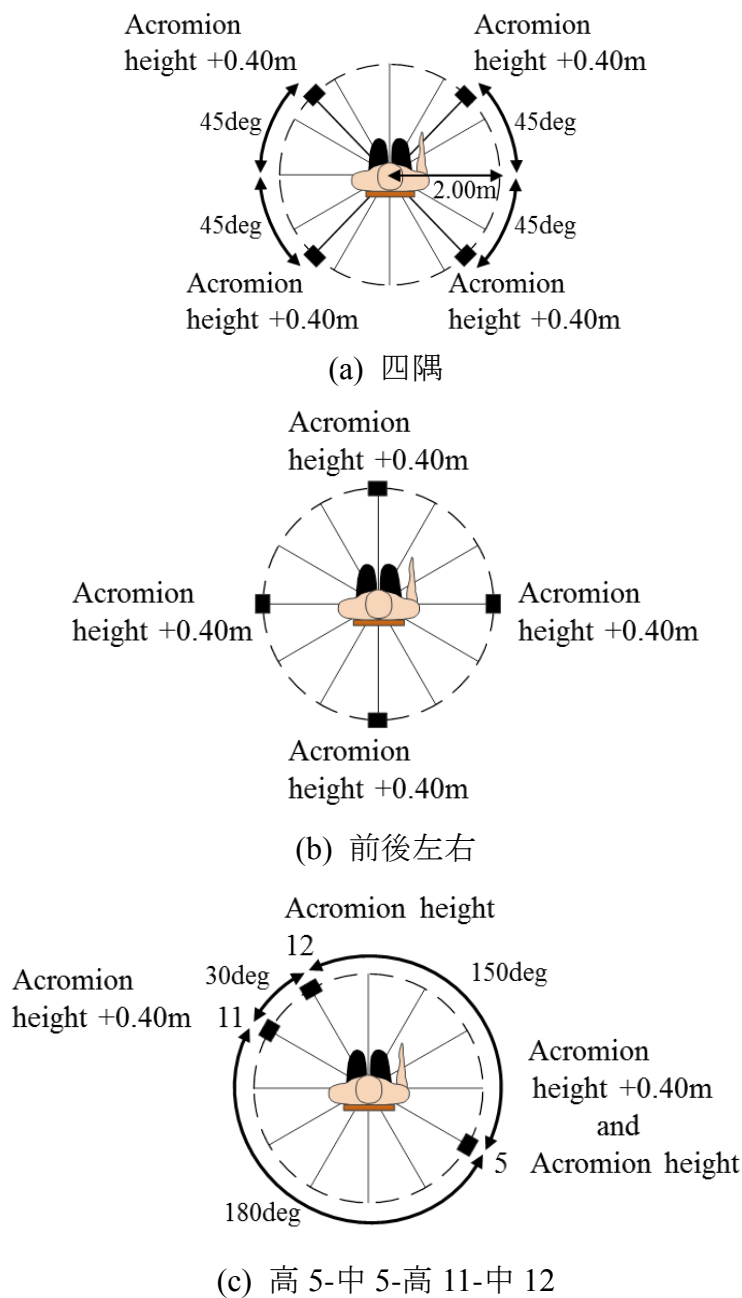 Acromion
height +0.40m
Acromion
height +0.40m
45deg
45deg
2.00m
45deg
45deg
Acromion
height +0.40m
Acromion
height +0.40m
(a) 四隅
Acromion
height +0.40m
Acromion
height +0.40m
Acromion
height +0.40m
Acromion
height +0.40m
(b) 前後左右
Acromion height
12
30deg
150deg
Acromion
height +0.40m
11
Acromion
height +0.40m
and
5
Acromion height
180deg
(c) 高 5-中 5-高 11-中 12